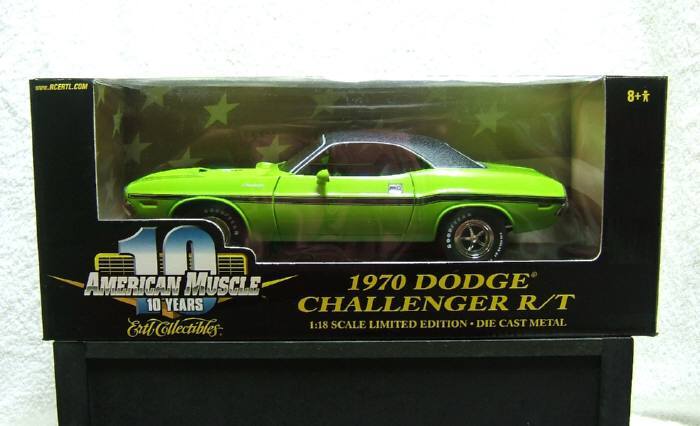 www.RCERTL.COM
8+
GOODYEAR
GOODYEAR
10
AMERICAN MUSCLE
10 YEARS
Ertl Collectibles
1970 DODGE®
CHALLENGER R/T
1:18 SCALE LIMITED EDITION • DIE CAST METAL